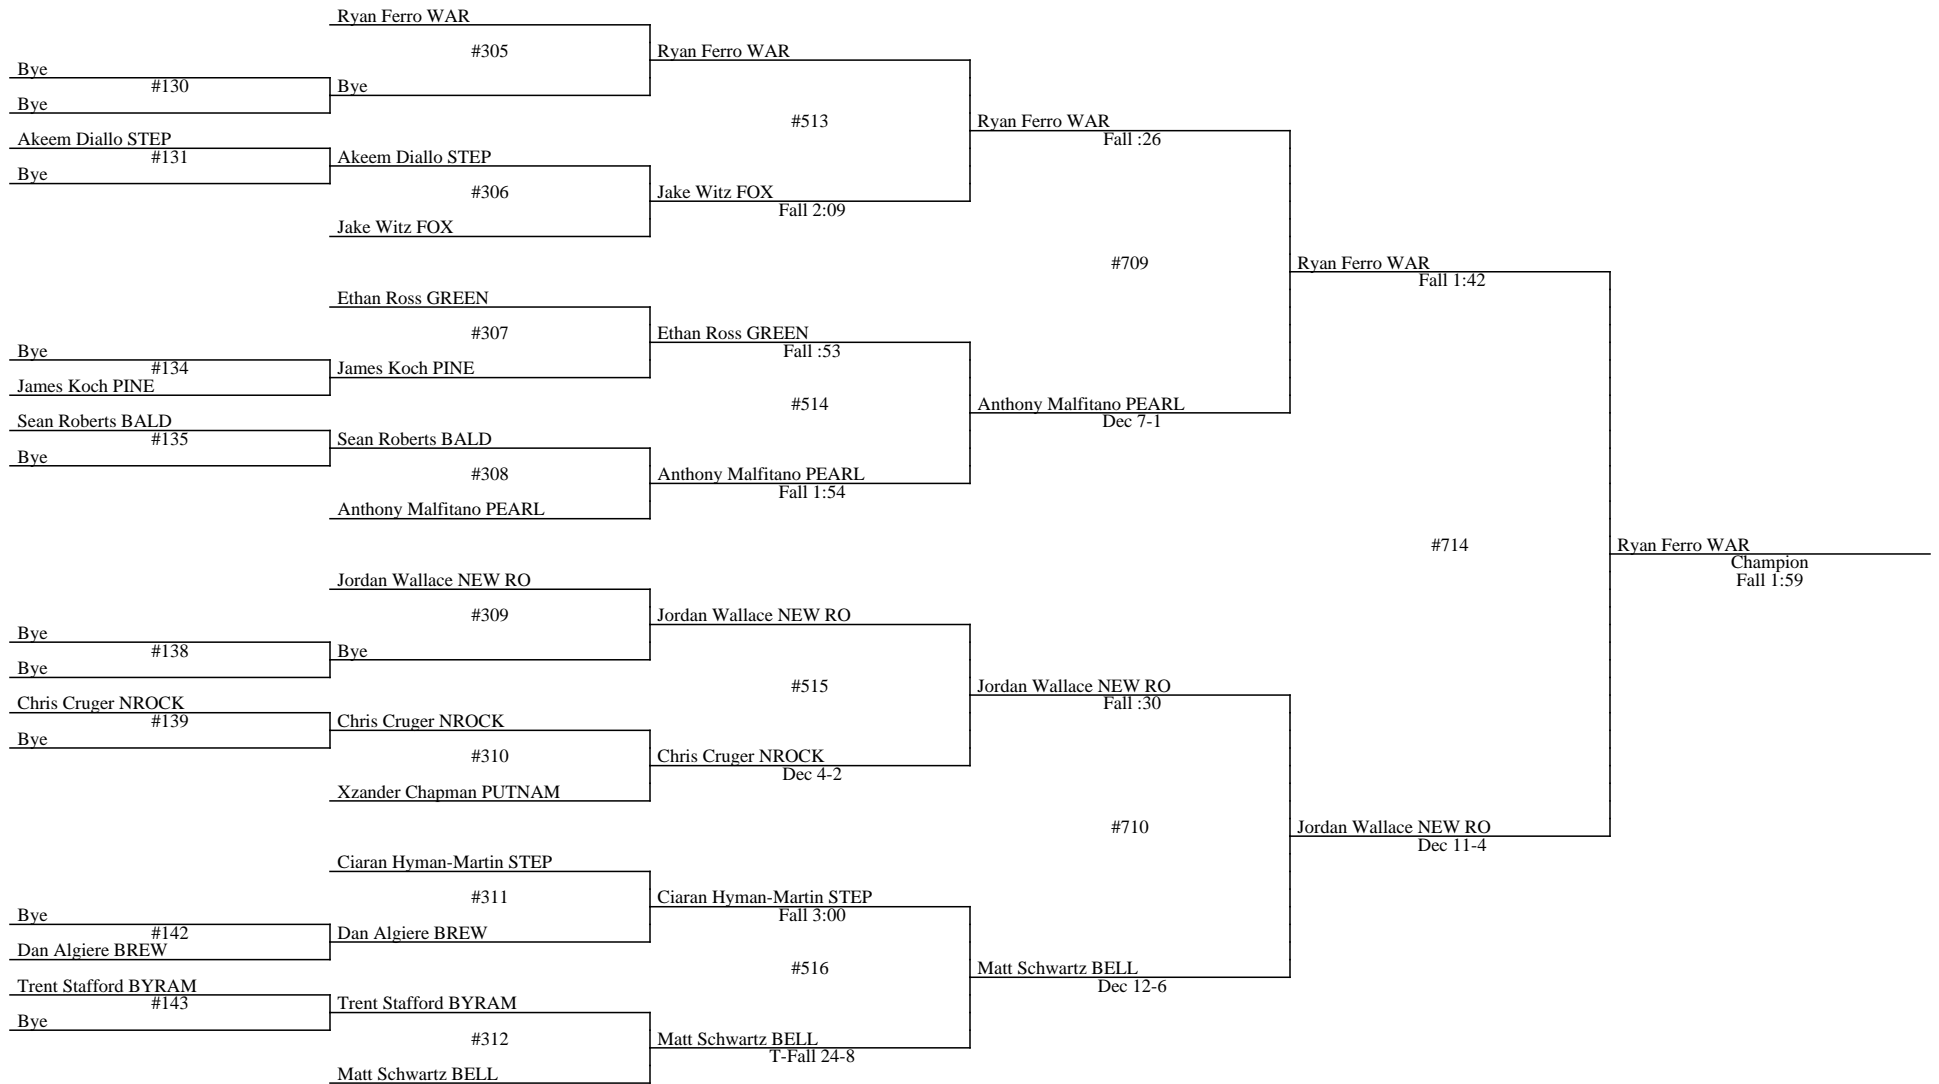 Ryan Ferro WAR
#305
Ryan Ferro WAR
Bye
#130
Bye
Bye
#513
Ryan Ferro WAR
Fall :26
Akeem Diallo STEP
#131
Akeem Diallo STEP
Bye
#306
Jake Witz FOX
Fall 2:09
Jake Witz FOX
#709
Ryan Ferro WAR
Fall 1:42
Ethan Ross GREEN
#307
Ethan Ross GREEN
Fall :53
Bye
#134
James Koch PINE
James Koch PINE
#514
Anthony Malfitano PEARL
Dec 7-1
Sean Roberts BALD
#135
Sean Roberts BALD
Bye
#308
Anthony Malfitano PEARL
Fall 1:54
Anthony Malfitano PEARL
#714
Ryan Ferro WAR
Champion
Fall 1:59
Jordan Wallace NEW RO
#309
Jordan Wallace NEW RO
Bye
#138
Bye
Bye
#515
Jordan Wallace NEW RO
Fall :30
Chris Cruger NROCK
#139
Chris Cruger NROCK
Bye
#310
Chris Cruger NROCK
Dec 4-2
Xzander Chapman PUTNAM
#710
Jordan Wallace NEW RO
Dec 11-4
Ciaran Hyman-Martin STEP
#311
Ciaran Hyman-Martin STEP
Fall 3:00
Bye
#142
Dan Algiere BREW
Dan Algiere BREW
#516
Matt Schwartz BELL
Dec 12-6
Trent Stafford BYRAM
#143
Trent Stafford BYRAM
Bye
#312
Matt Schwartz BELL
T-Fall 24-8
Matt Schwartz BELL